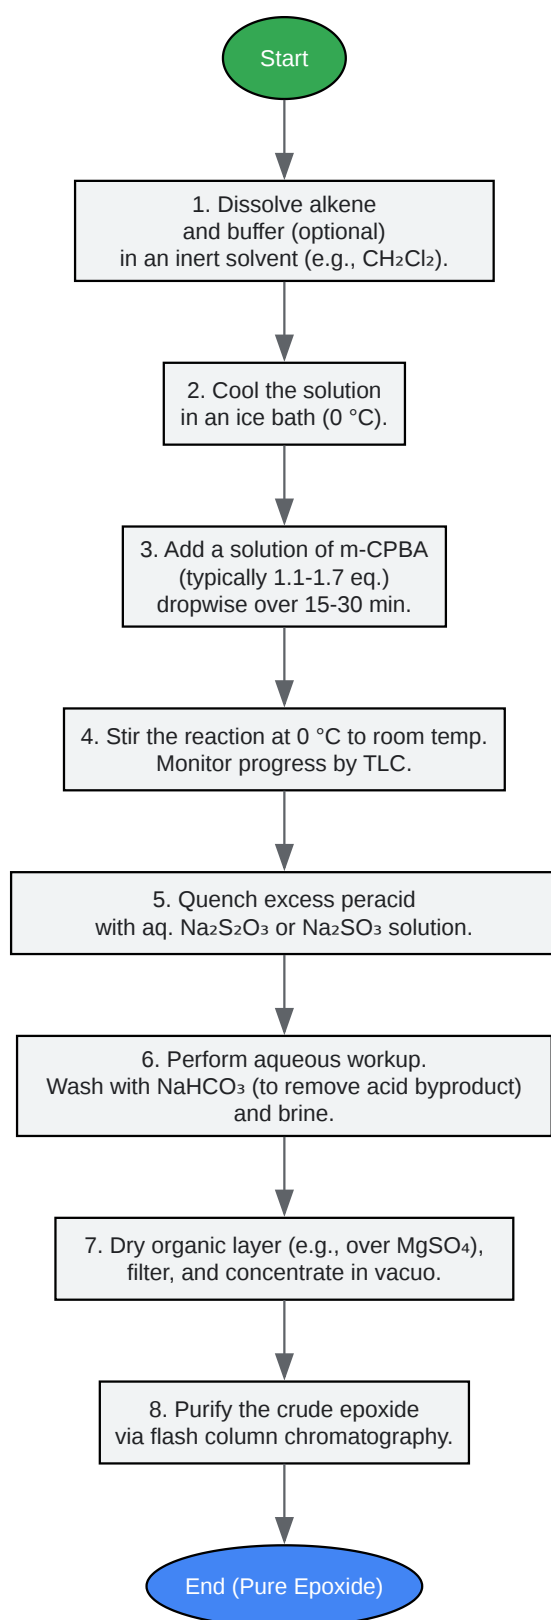 Start
1. Dissolve alkene
and buffer (optional)
in an inert solvent (e.g., CH₂Cl₂).
2. Cool the solution
in an ice bath (0 °C).
3. Add a solution of m-CPBA
(typically 1.1-1.7 eq.)
dropwise over 15-30 min.
4. Stir the reaction at 0 °C to room temp.
Monitor progress by TLC.
5. Quench excess peracid
with aq. Na₂S₂O₃ or Na₂SO₃ solution.
6. Perform aqueous workup.
Wash with NaHCO₃ (to remove acid byproduct)
and brine.
7. Dry organic layer (e.g., over MgSO₄),
filter, and concentrate in vacuo.
8. Purify the crude epoxide
via flash column chromatography.
End (Pure Epoxide)